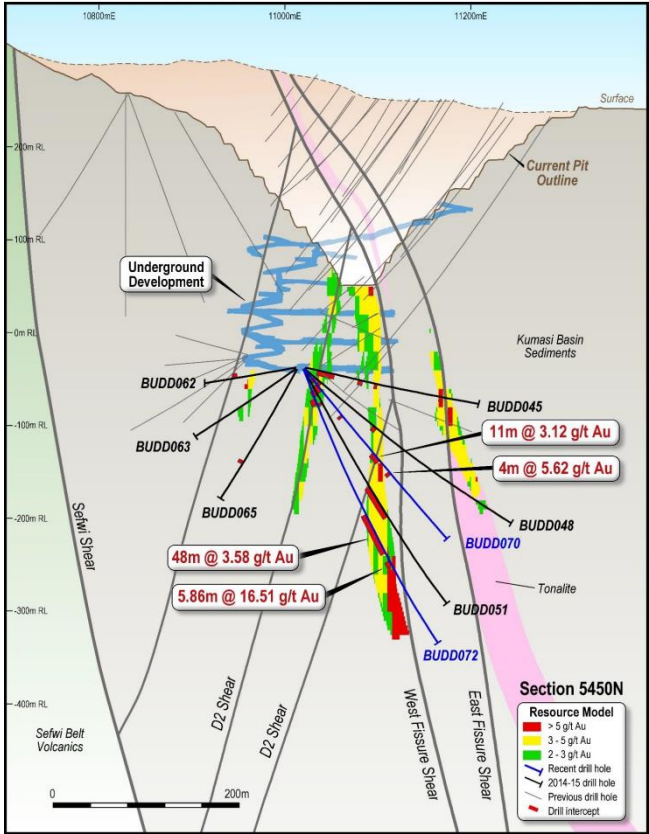 10800mE
11000mE
11200mE
Surface
200m RL
Current Pit
Outline
100m RL
Underground
Development
0m RL
Kumasi Basin
Sediments
BUDD062
BUDD045
-100m RL
11m @ 3.12 g/t Au
BUDD063
4m @ 5.62 g/t Au
BUDD065
BUDD048
-200m RL
BUDD070
Sefwi Shear
48m @ 3.58 g/t Au
Tonalite
5.86m @ 16.51 g/t Au
BUDD051
-300m RL
BUDD072
Section 5450N
D2 Shear
D2 Shear
West Fissure Shear
East Fissure Shear
-400m RL
Sefwi Belt
Volcanics
Resource Model
> 5 g/t Au
3 - 5 g/t Au
2 - 3 g/t Au
Recent drill hole
2014-15 drill hole
Previous drill hole
Drill intercept
0
200m